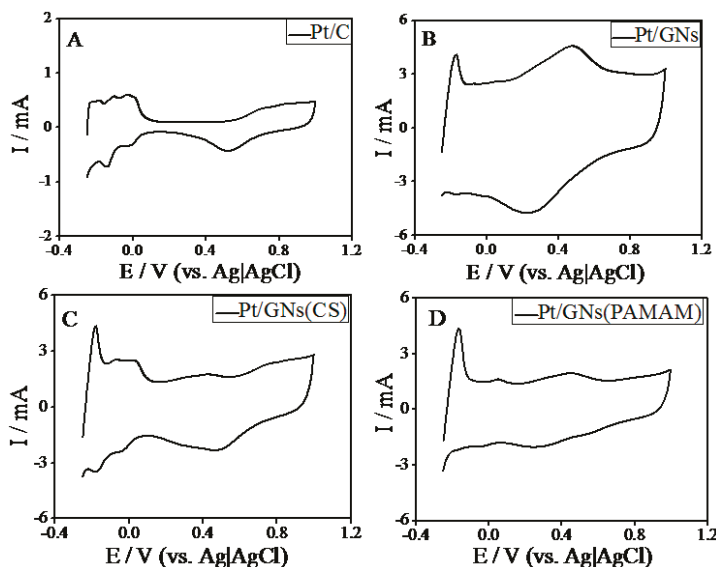 A
Pt/C
I / mA
2
1
0
-1
-2
-0.4 0.0 0.4 0.8 1.2
E / V (vs. Ag|AgCl)
B
Pt/GNs
I / mA
6
3
0
-3
-6
-0.4 0.0 0.4 0.8 1.2
E / V (vs. Ag|AgCl)
C
Pt/GNs(CS)
I / mA
6
3
0
-3
-6
-0.4 0.0 0.4 0.8 1.2
E / V (vs. Ag|AgCl)
D
Pt/GNs(PAMAM)
I / mA
6
3
0
-3
-6
-0.4 0.0 0.4 0.8 1.2
E / V (vs. Ag|AgCl)